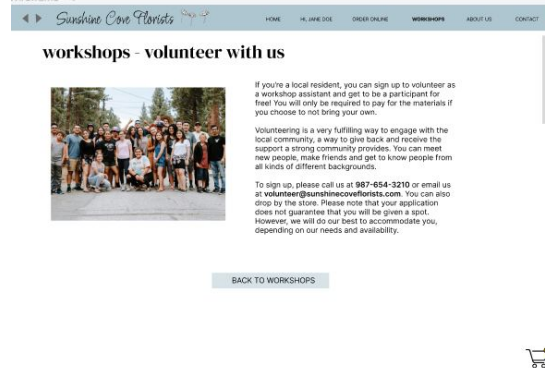 Sunshine Cove Florists
HOME HI, JANE DOE ORDER ONLINE WORKSHOPS ABOUT US CONTACT
workshops - volunteer with us
If you're a local resident, you can sign up to volunteer as
a workshop assistant and get to be a participant for
free! You will only be required to pay for the materials if
you choose to not bring your own.
Volunteering is a very fulfilling way to engage with the
local community, a way to give back and receive the
support a strong community provides. You can meet
new people, make friends and get to know people from
all kinds of different backgrounds.
To sign up, please call us at 987-654-3210 or email us
at volunteer@sunshinecoveflorists.com. You can also
drop by the store. Please note that your application
does not guarantee that you will be given a spot.
However, we will do our best to accommodate you,
depending on our needs and availability.
BACK TO WORKSHOPS